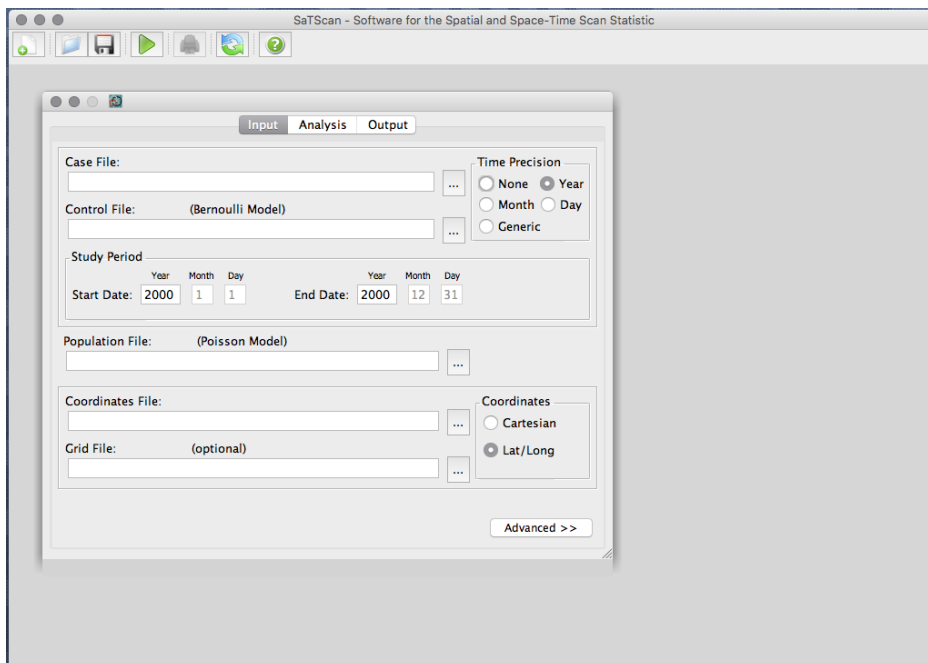 SaTScan - Software for the Spatial and Space-Time Scan Statistic
Input Analysis Output
Case File:
...
Time Precision
None Year
Month Day
Generic
Control File: (Bernoulli Model)
...
Study Period
Year Month Day Year Month Day
Start Date: 2000 1 1 End Date: 2000 12 31
Population File: (Poisson Model)
...
Coordinates File:
...
Coordinates
Cartesian
Lat/Long
Grid File: (optional)
...
Advanced >>